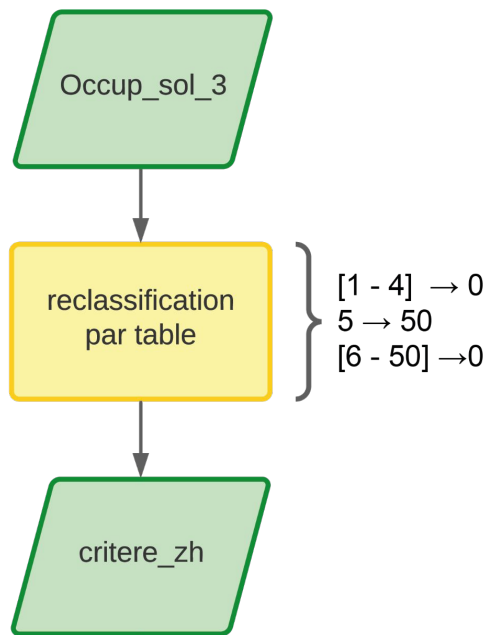 Occup_sol_3
reclassification
par table
[1 - 4] → 0
5 → 50
[6 - 50] →0
critere_zh